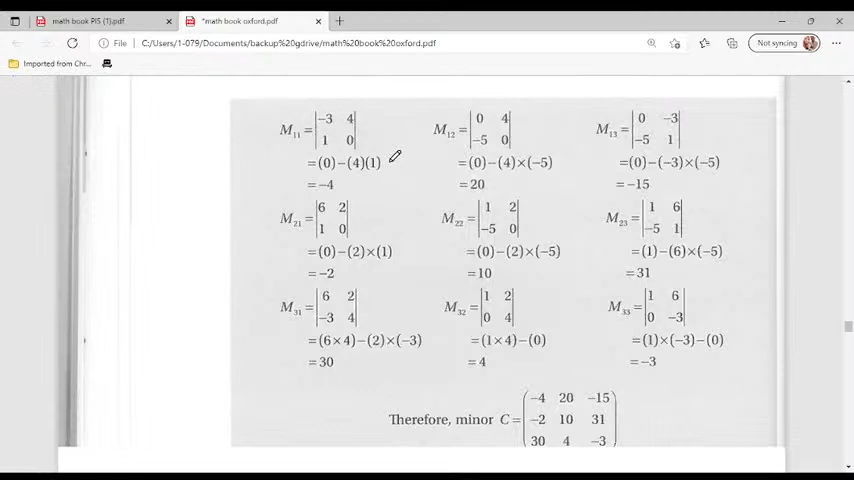 math book PIS (1).pdf
*math book oxford.pdf
File C:/Users/1-079/Documents/backup%20gdrive/math%20book%20oxford.pdf
Not syncing
Imported from Chr...
M₁₁ = |−3 4| M₁₂ = |0 4| M₁₃ = |0 −3|
|1 0| |−5 0| |−5 1|
=(0)−(4)(1) =(0)−(4)×(−5) =(0)−(−3)×(−5)
=−4 =20 =−15
M₂₁ = |6 2| M₂₂ = |1 2| M₂₃ = |1 6|
|1 0| |−5 0| |−5 1|
=(0)−(2)×(1) =(0)−(2)×(−5) =(1)−(6)×(−5)
=−2 =10 =31
M₃₁ = |6 2| M₃₂ = |1 2| M₃₃ = |1 6|
|−3 4| |0 4| |0 −3|
=(6×4)−(2)×(−3) =(1×4)−(0) =(1)×(−3)−(0)
=30 =4 =−3
−4 20 −15
Therefore, minor C = −2 10 31
30 4 −3